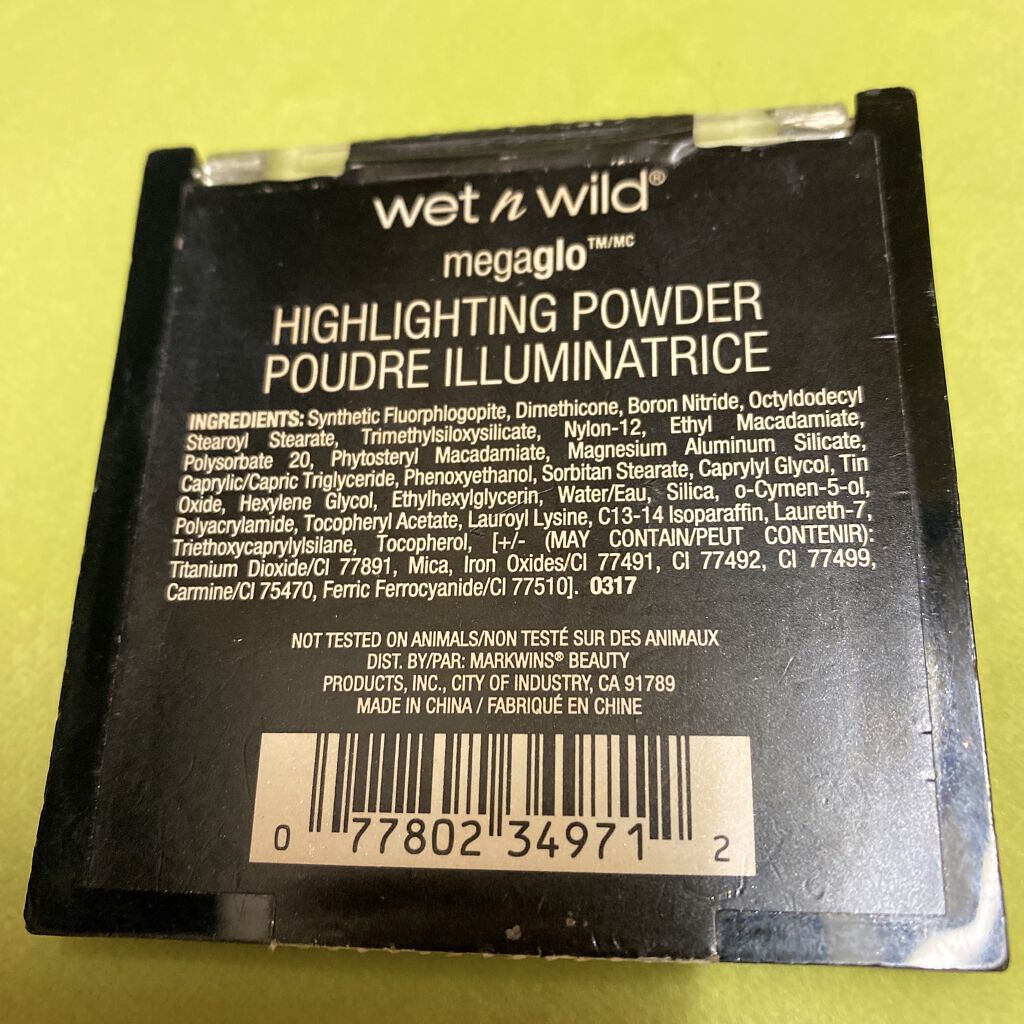 wet n wild®
megaglo™/MC
HIGHLIGHTING POWDER
POUDRE ILLUMINATRICE
INGREDIENTS: Synthetic Fluorphlogopite, Dimethicone, Boron Nitride, Octyldodecyl
Stearoyl Stearate, Trimethylsiloxysilicate, Nylon-12, Ethyl Macadamiate,
Polysorbate 20, Phytosteryl Macadamiate, Magnesium Aluminum Silicate,
Caprylic/Capric Triglyceride, Phenoxyethanol, Sorbitan Stearate, Caprylyl Glycol, Tin
Oxide, Hexylene Glycol, Ethylhexylglycerin, Water/Eau, Silica, o-Cymen-5-ol,
Polyacrylamide, Tocopheryl Acetate, Lauroyl Lysine, C13-14 Isoparaffin, Laureth-7,
Triethoxycaprylylsilane, Tocopherol, [+/- (MAY CONTAIN/PEUT CONTENIR):
Titanium Dioxide/CI 77891, Mica, Iron Oxides/CI 77491, CI 77492, CI 77499,
Carmine/CI 75470, Ferric Ferrocyanide/CI 77510]. 0317
NOT TESTED ON ANIMALS/NON TESTÉ SUR DES ANIMAUX
DIST. BY/PAR: MARKWINS® BEAUTY
PRODUCTS, INC., CITY OF INDUSTRY, CA 91789
MADE IN CHINA / FABRIQUÉ EN CHINE
0 77802 34971 2